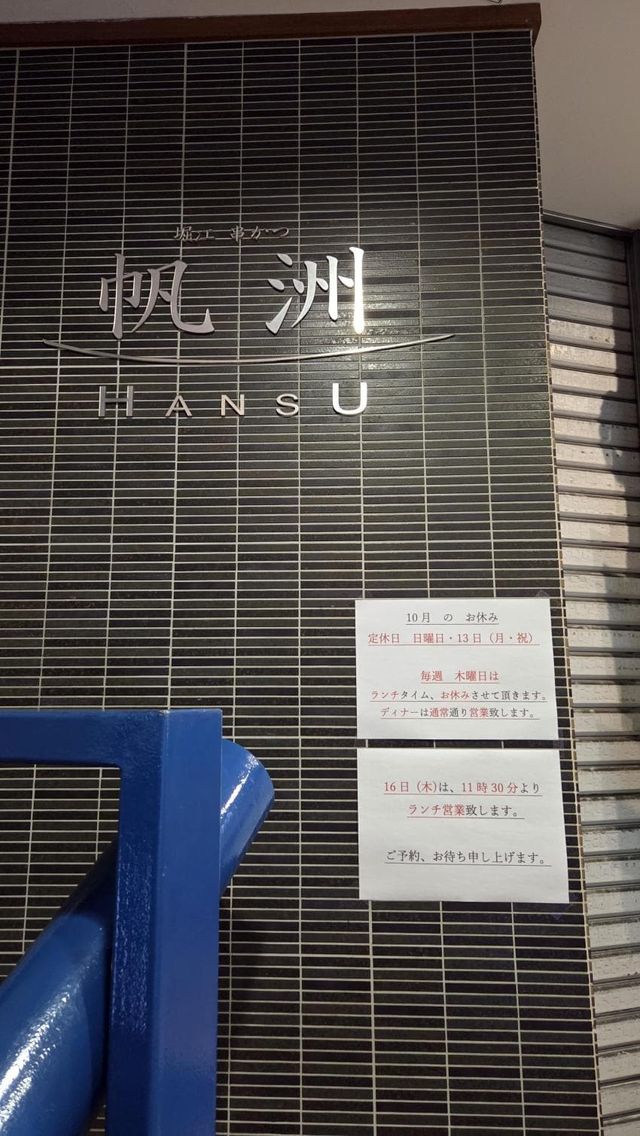 堀江 串かつ
帆洲
HANSU
10月 の お休み
定休日 日曜日・13日（月・祝）
毎週 木曜日は
ランチタイム、お休みさせて頂きます。
ディナーは通常通り営業致します。
16日（木)は、11時30分より
ランチ営業致します。
ご予約、お待ち申し上げます。